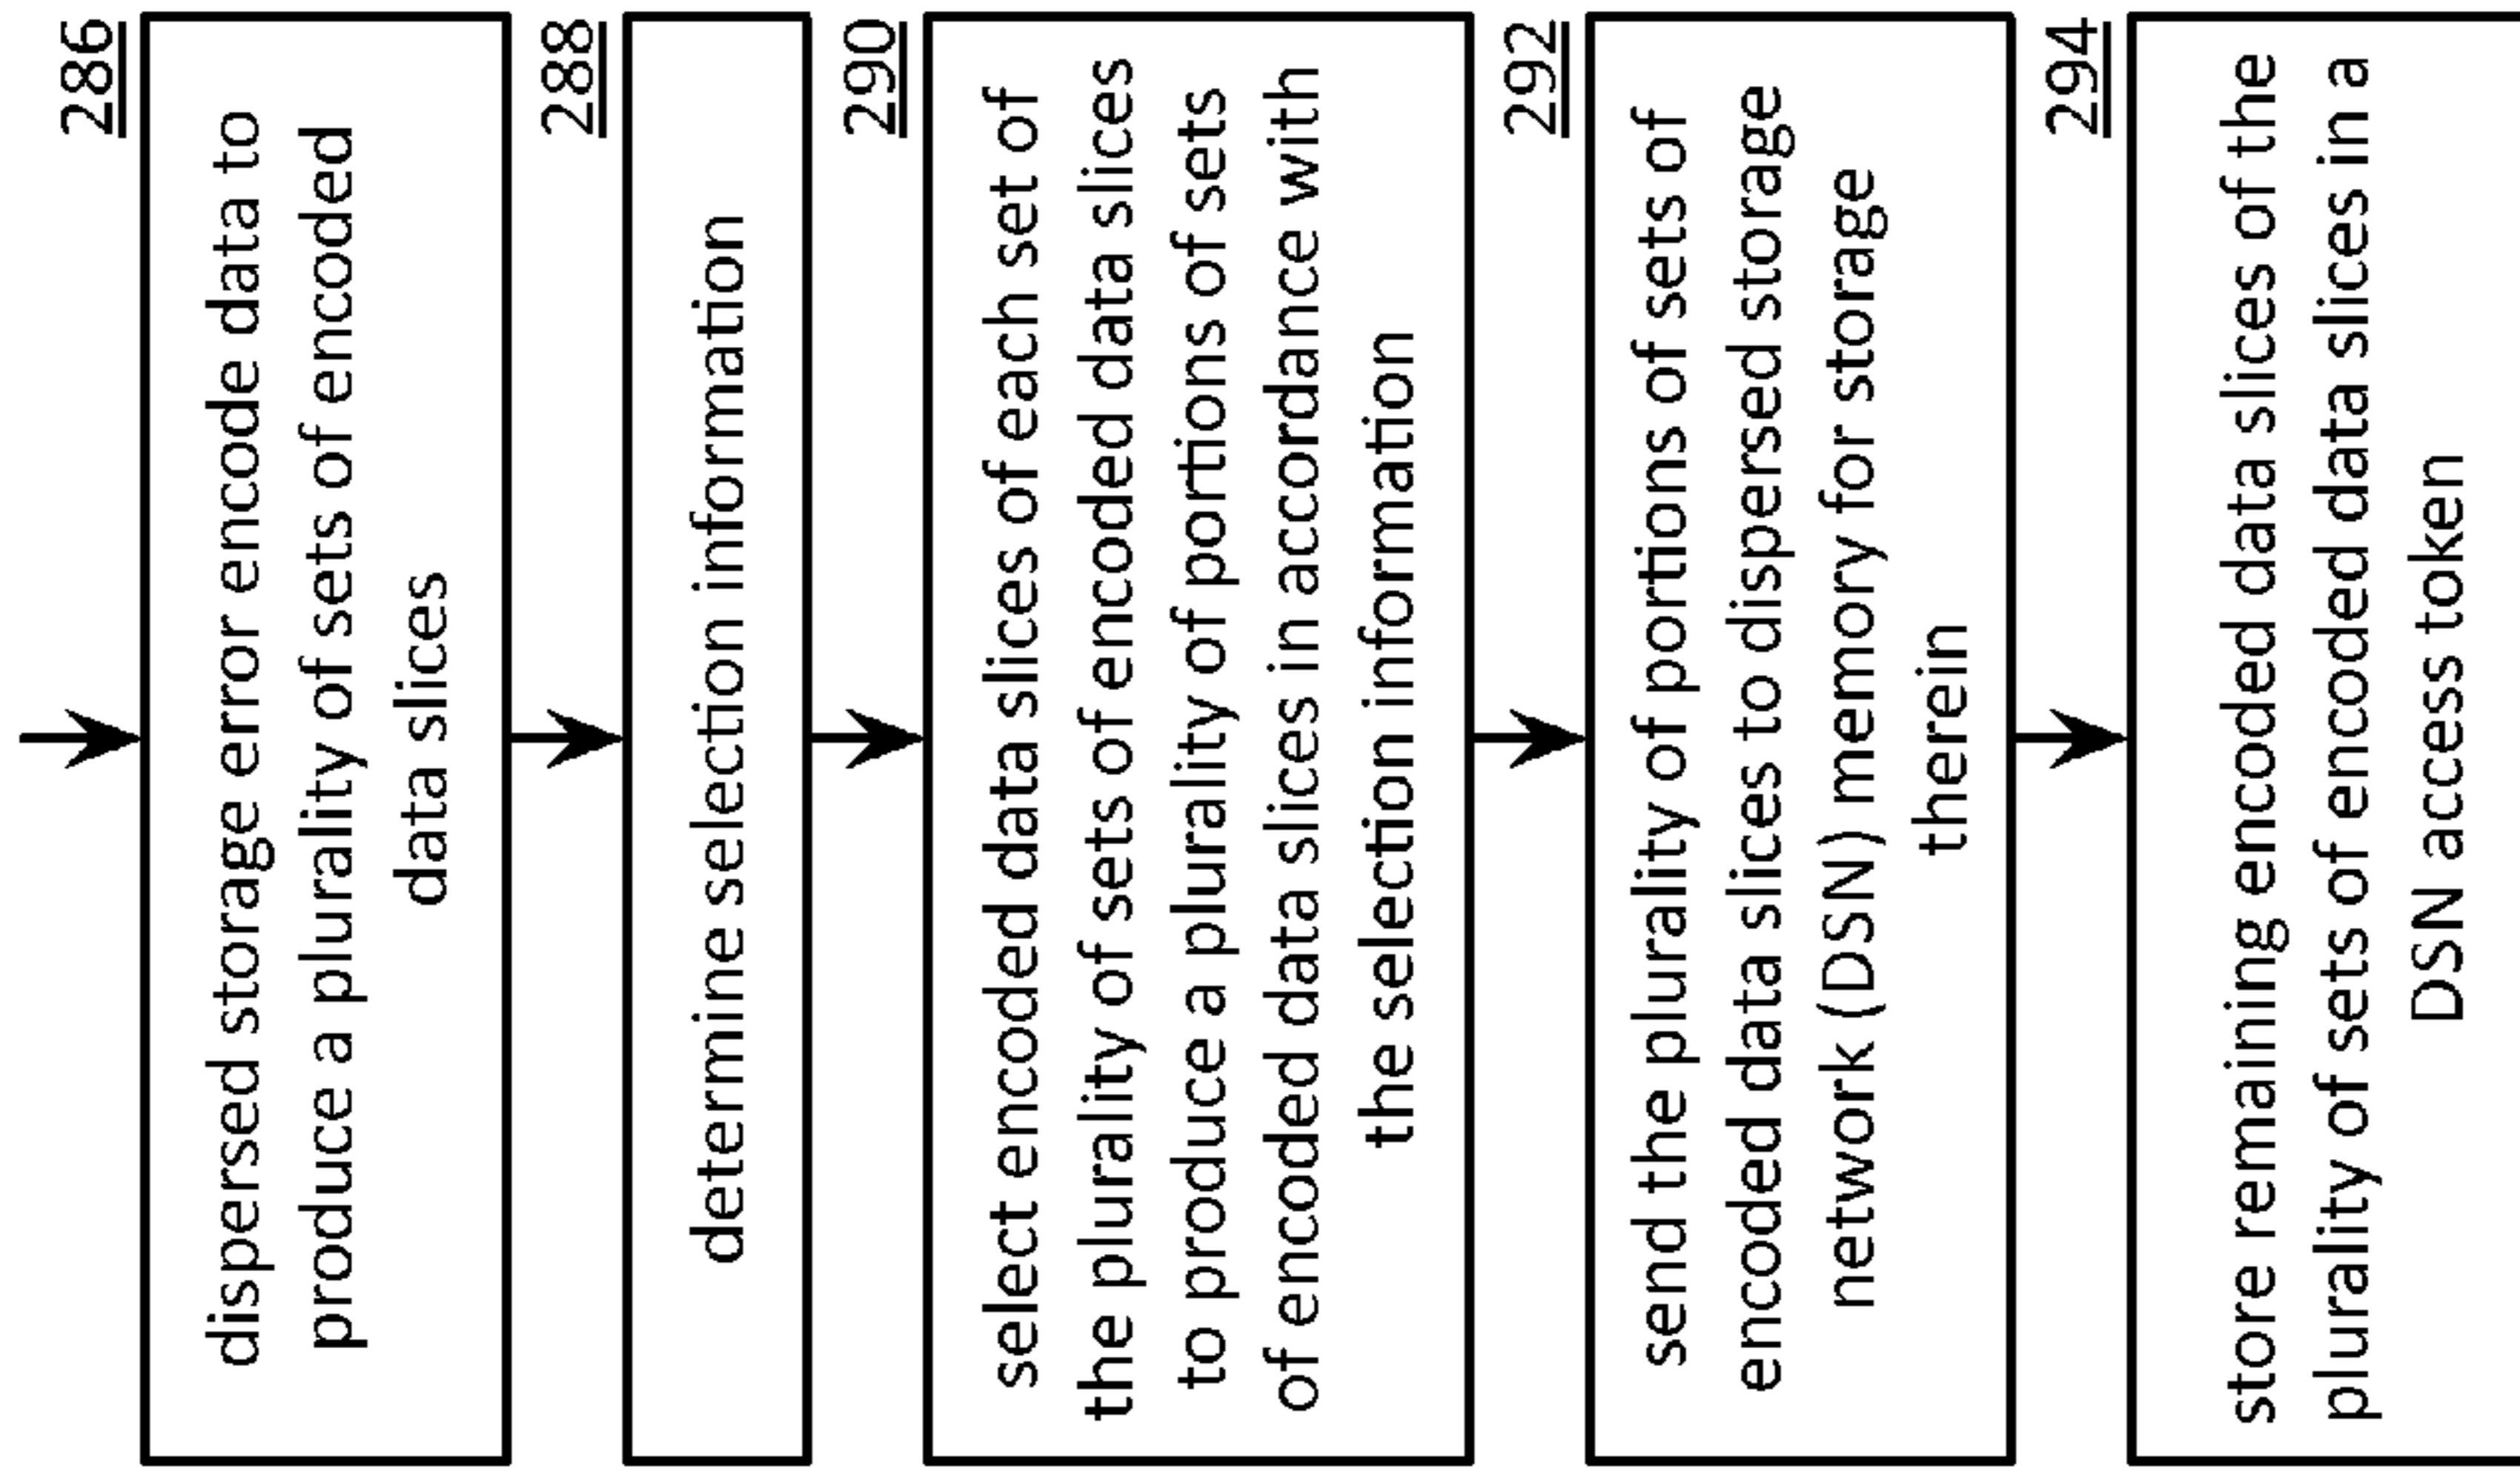 286
dispersed storage error encode data to
produce a plurality of sets of encoded
data slices
288
determine selection information
290
select encoded data slices of each set of
the plurality of sets of encoded data slices
to produce a plurality of portions of sets
of encoded data slices in accordance with
the selection information
292
send the plurality of portions of sets of
encoded data slices to dispersed storage
network (DSN) memory for storage
therein
294
store remaining encoded data slices of the
plurality of sets of encoded data slices in a
DSN access token